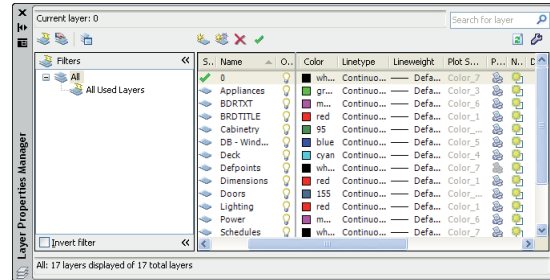 Current layer: 0
Search for layer
Filters
All
All Used Layers
Invert filter
S.. Name O.. Color Linetype Lineweight Plot S... P... N.. D
0 wh... Continuo... Defa... Color_7
Appliances gr... Continuo... Defa... Color_3
BDRTXT m... Continuo... Defa... Color_6
BRDTITLE red Continuo... Defa... Color_1
Cabinetry 95 Continuo... Defa... Color_...
DB - Wind... blue Continuo... Defa... Color_5
Deck cyan Continuo... Defa... Color_4
Defpoints wh... Continuo... Defa... Color_7
Dimensions red Continuo... Defa... Color_1
Doors 155 Continuo... Defa... Color_...
Lighting red Continuo... Defa... Color_1
Power m... Continuo... Defa... Color_6
Schedules wh... Continuo... Defa... Color_7
All: 17 layers displayed of 17 total layers
Layer Properties Manager